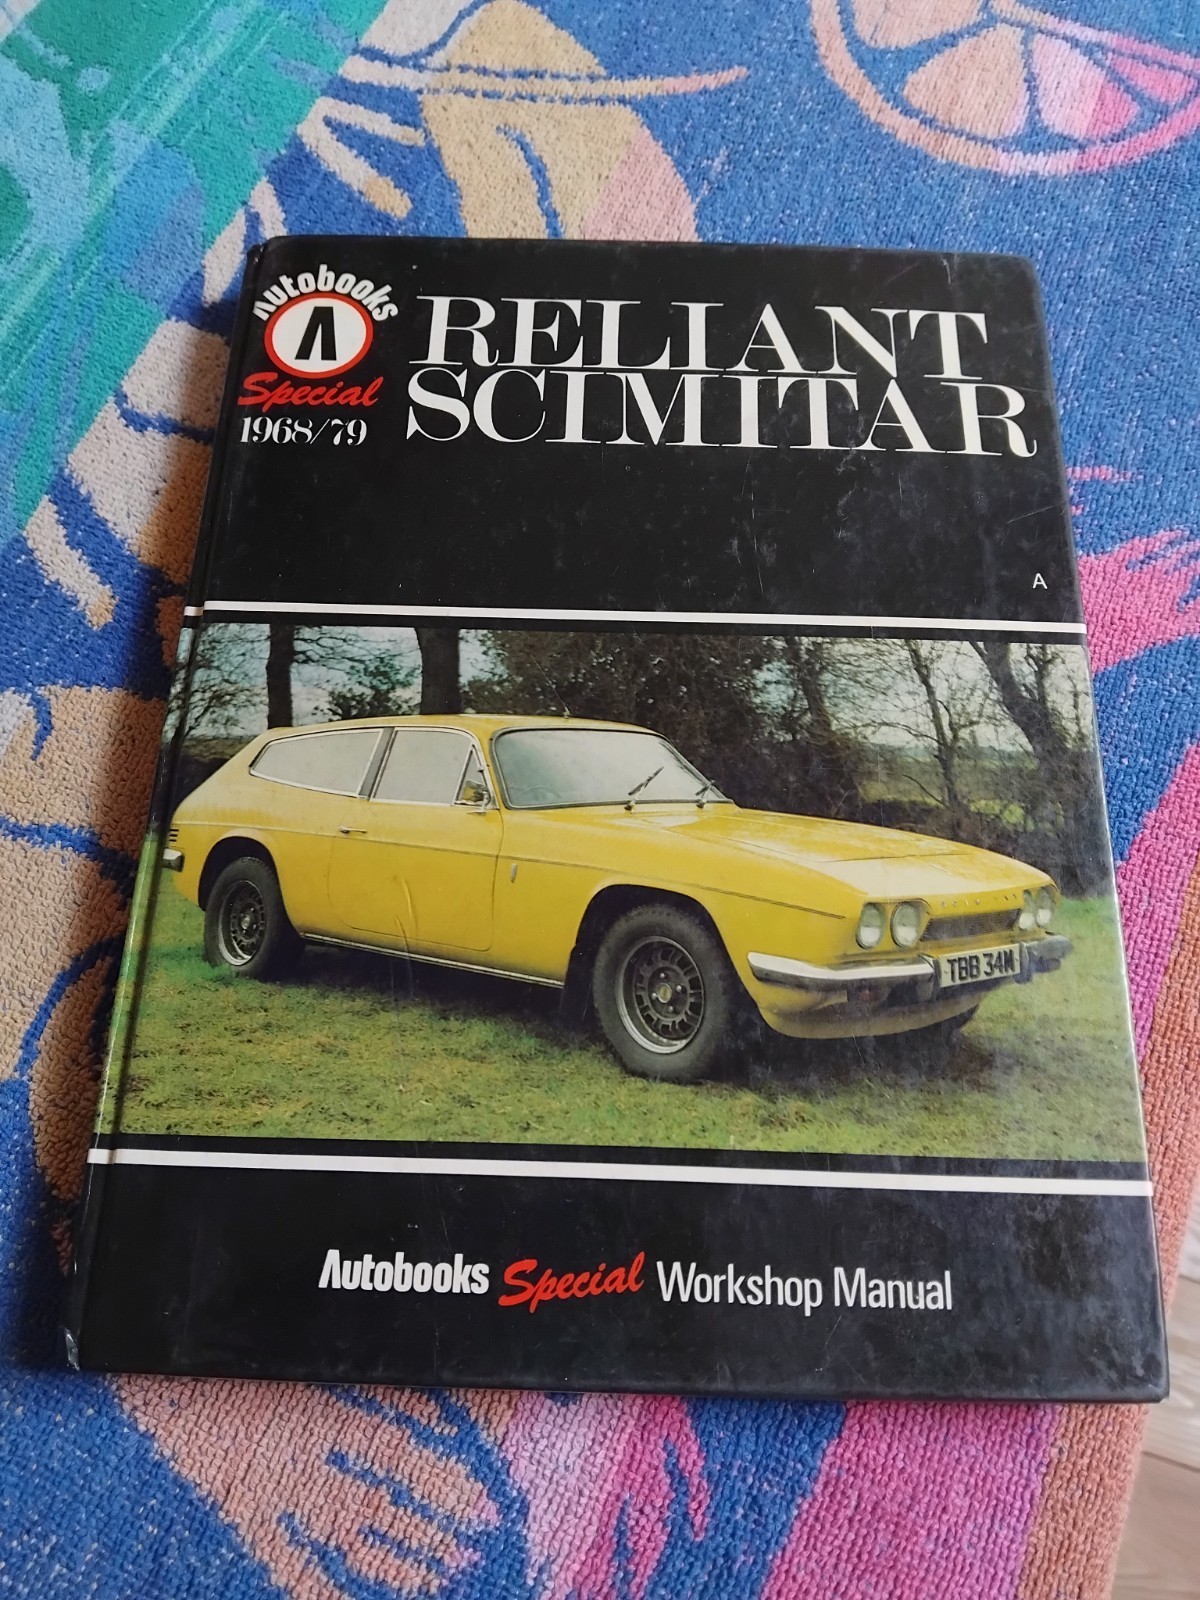 Autobooks
A
Special
1968/79
RELIANT
SCIMITAR
A
TBB 34M
Autobooks Special Workshop Manual